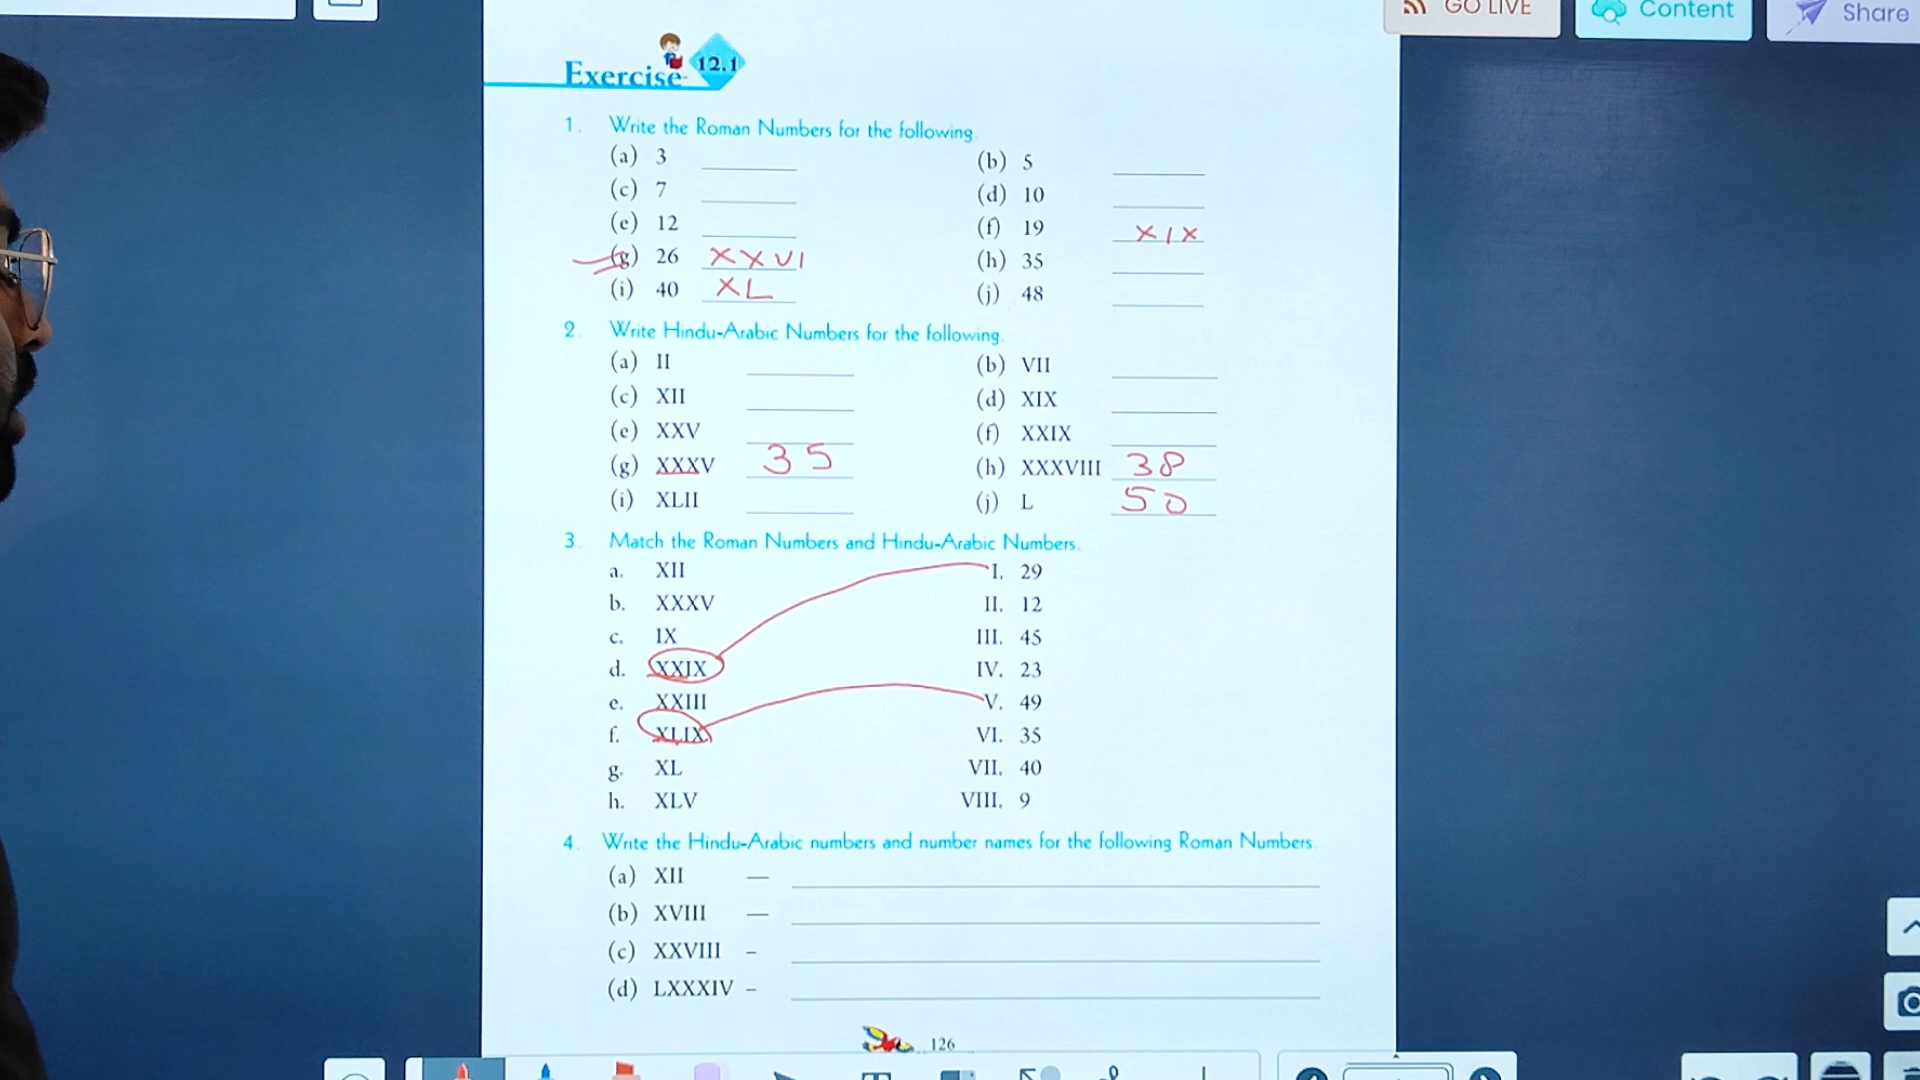 GO LIVE
Content
Share
Exercise 12.1
1. Write the Roman Numbers for the following.
(a) 3 (b) 5
(c) 7 (d) 10
(e) 12 (f) 19 XIX
(g) 26 XXVI (h) 35
(i) 40 XL (j) 48
2. Write Hindu-Arabic Numbers for the following.
(a) II (b) VII
(c) XII (d) XIX
(e) XXV (f) XXIX
(g) XXXV 35 (h) XXXVIII 38
(i) XLII (j) L 50
3. Match the Roman Numbers and Hindu-Arabic Numbers.
a. XII I. 29
b. XXXV II. 12
c. IX III. 45
d. XXIX IV. 23
e. XXIII V. 49
f. XLIX VI. 35
g. XL VII. 40
h. XLV VIII. 9
4. Write the Hindu-Arabic numbers and number names for the following Roman Numbers.
(a) XII —
(b) XVIII —
(c) XXVIII -
(d) LXXXIV -
126